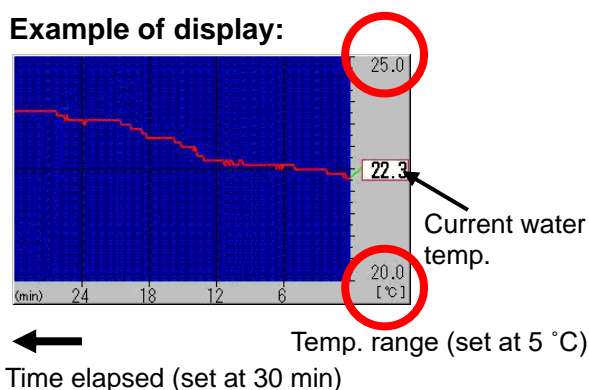 Example of display:
25.0
22.3
Current water
temp.
20.0
[℃]
(min) 24 18 12 6
Temp. range (set at 5 ˚C)
Time elapsed (set at 30 min)